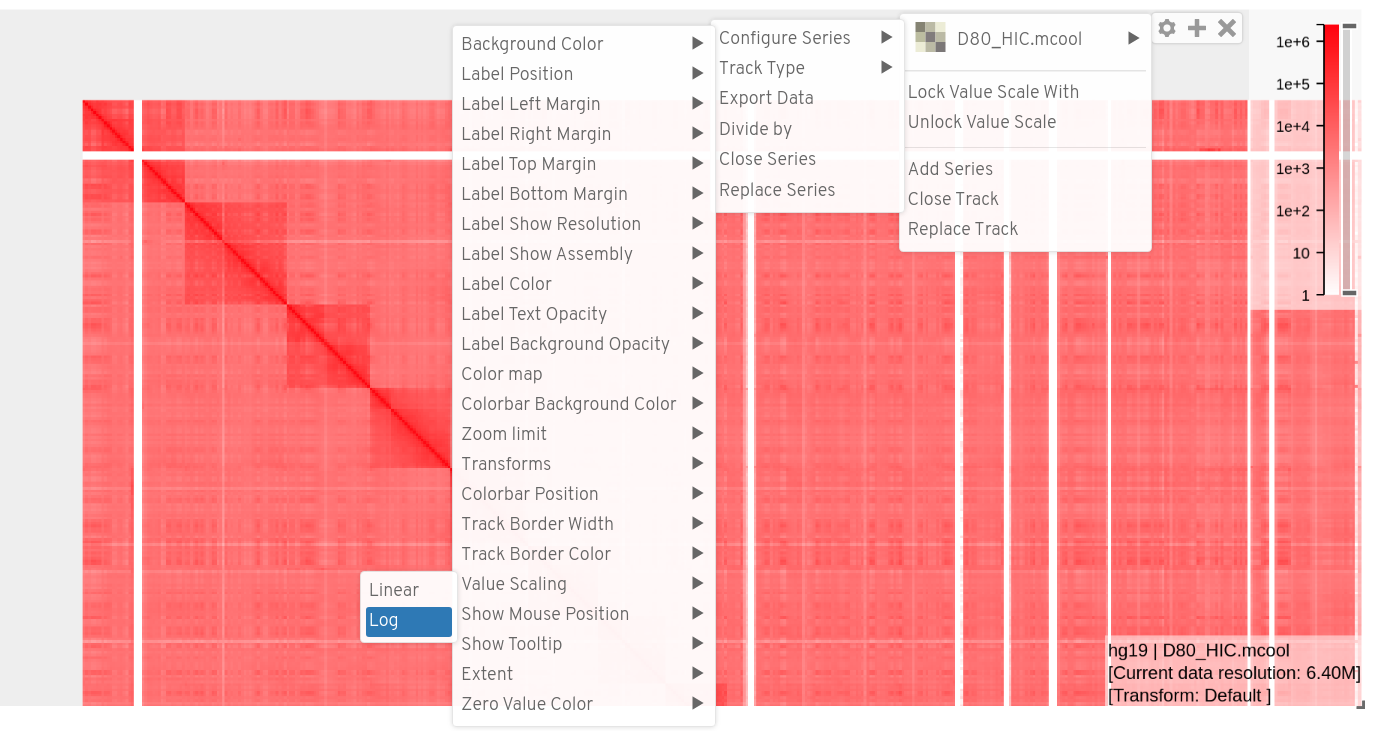 Background Color
Label Position
Label Left Margin
Label Right Margin
Label Top Margin
Label Bottom Margin
Label Show Resolution
Label Show Assembly
Label Color
Label Text Opacity
Label Background Opacity
Color map
Colorbar Background Color
Zoom limit
Transforms
Colorbar Position
Track Border Width
Track Border Color
Value Scaling
Show Mouse Position
Show Tooltip
Extent
Zero Value Color
Linear
Log
Configure Series
Track Type
Export Data
Divide by
Close Series
Replace Series
D80_HIC.mcool
Lock Value Scale With
Unlock Value Scale
Add Series
Close Track
Replace Track
1e+6
1e+5
1e+4
1e+3
1e+2
10
1
hg19 | D80_HIC.mcool
[Current data resolution: 6.40M]
[Transform: Default ]